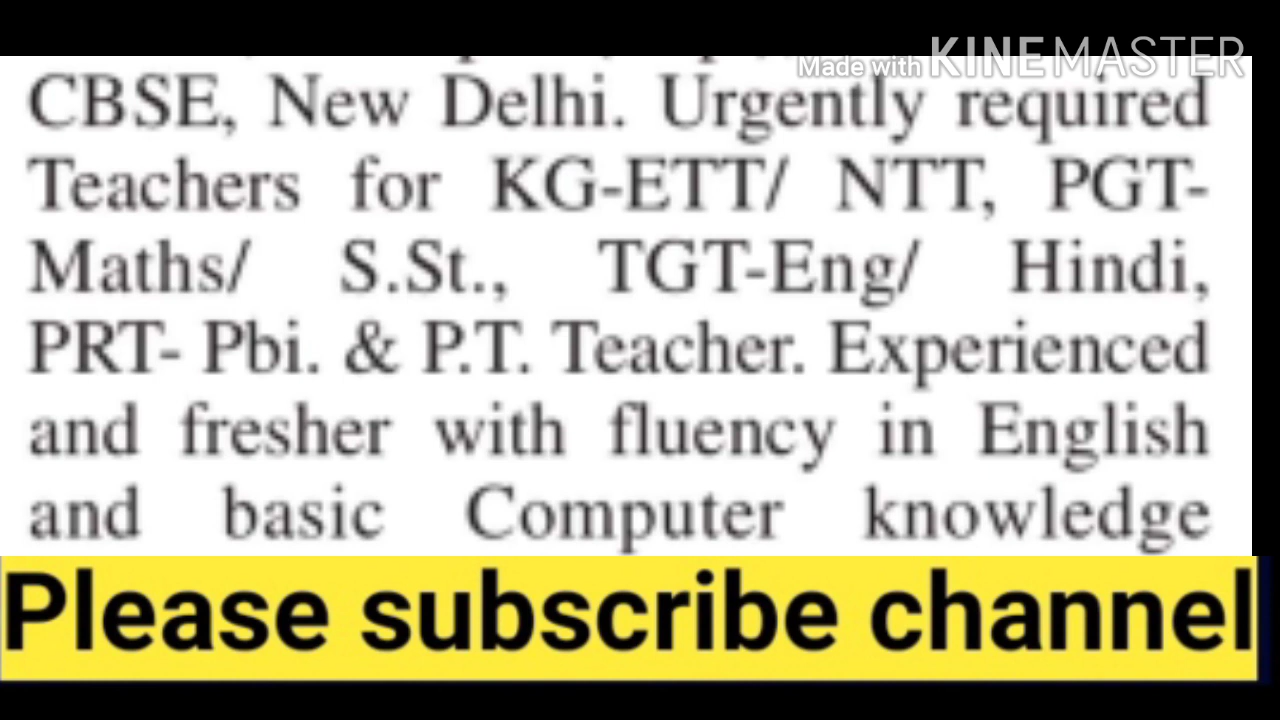 Made with KINEMASTER
CBSE, New Delhi. Urgently required
Teachers for KG-ETT/ NTT, PGT-
Maths/ S.St., TGT-Eng/ Hindi,
PRT- Pbi. & P.T. Teacher. Experienced
and fresher with fluency in English
and basic Computer knowledge
Please subscribe channel